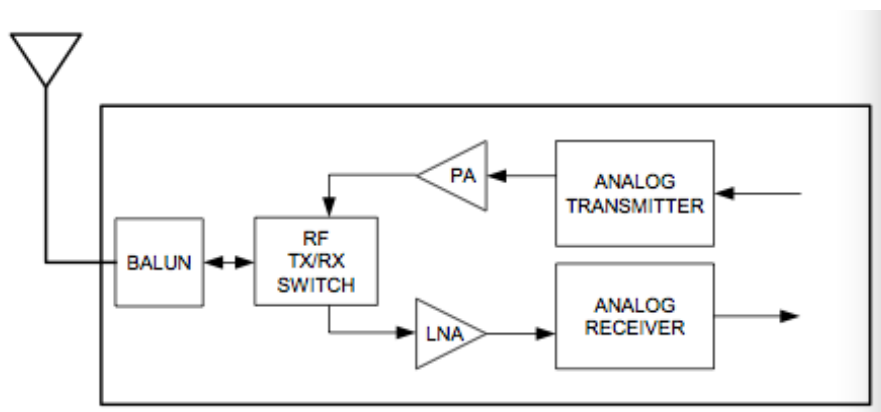 PA
ANALOG
TRANSMITTER
BALUN
RF
TX/RX
SWITCH
LNA
ANALOG
RECEIVER